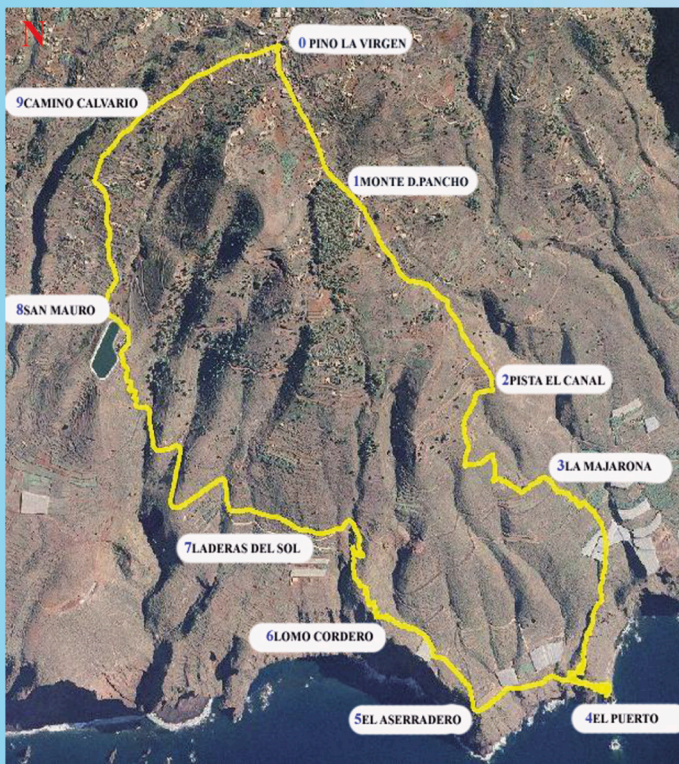 N
0 PINO LA VIRGEN
9CAMINO CALVARIO
1MONTE D.PANCHO
8SAN MAURO
2PISTA EL CANAL
3LA MAJARONA
7LADERAS DEL SOL
6LOMO CORDERO
5EL ASERRADERO
4EL PUERTO